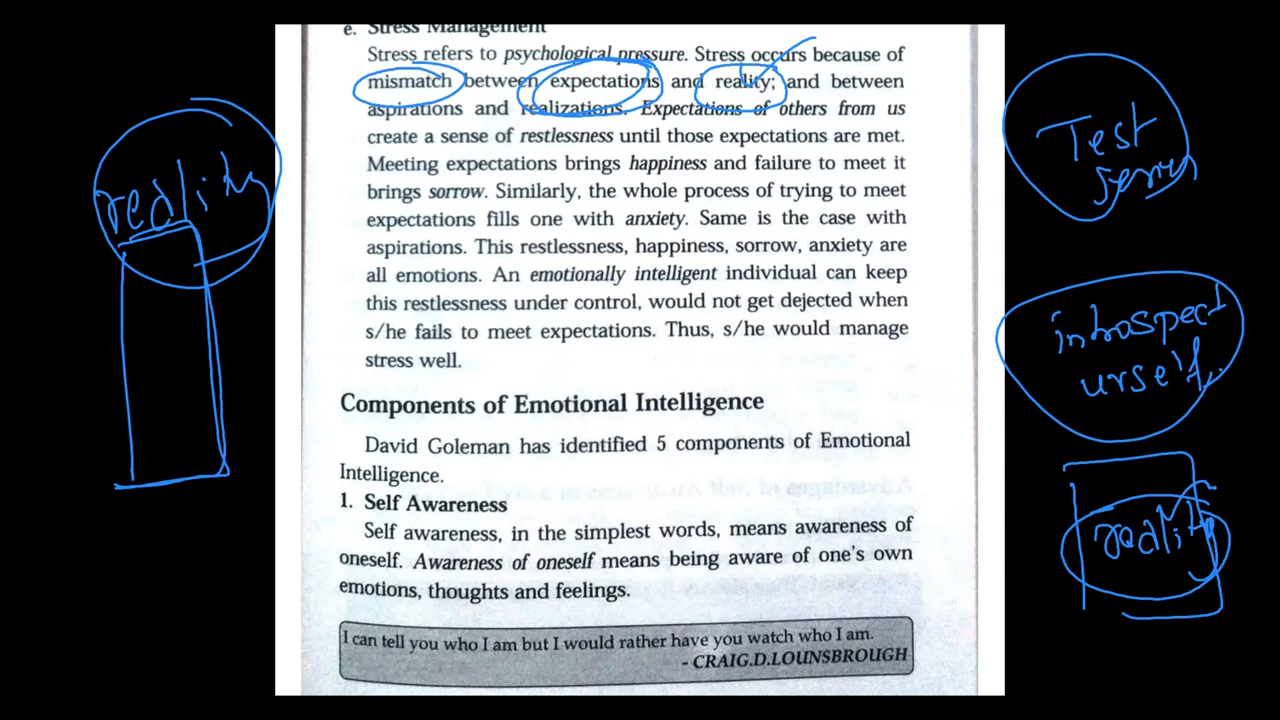 e. Stress Management
Stress refers to psychological pressure. Stress occurs because of
mismatch between expectations and reality; and between
aspirations and realizations. Expectations of others from us
create a sense of restlessness until those expectations are met.
Meeting expectations brings happiness and failure to meet it
brings sorrow. Similarly, the whole process of trying to meet
expectations fills one with anxiety. Same is the case with
aspirations. This restlessness, happiness, sorrow, anxiety are
all emotions. An emotionally intelligent individual can keep
this restlessness under control, would not get dejected when
s/he fails to meet expectations. Thus, s/he would manage
stress well.
Components of Emotional Intelligence
David Goleman has identified 5 components of Emotional
Intelligence.
1. Self Awareness
Self awareness, in the simplest words, means awareness of
oneself. Awareness of oneself means being aware of one's own
emotions, thoughts and feelings.
I can tell you who I am but I would rather have you watch who I am.
- CRAIG.D.LOUNSBROUGH
reality
Test
introspect
urself
reality